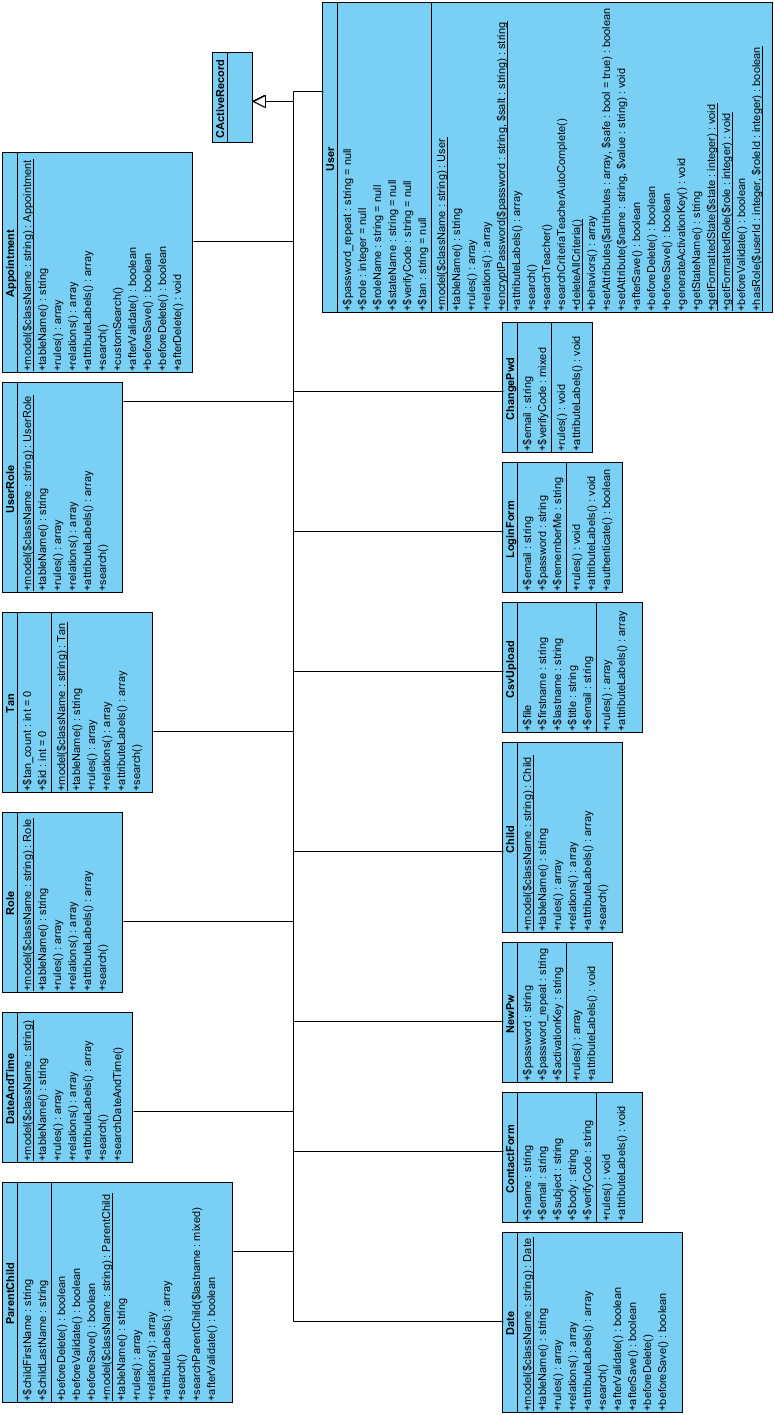 ParentChild
+$childFirstName : string
+$childLastName : string
+beforeDelete() : boolean
+beforeValidate() : boolean
+beforeSave() : boolean
+model($className : string) : ParentChild
+tableName() : string
+rules() : array
+relations() : array
+attributeLabels() : array
+search()
+searchParentChild($lastname : mixed)
+afterValidate() : boolean
DateAndTime
+model($className : string)
+tableName() : string
+rules() : array
+relations() : array
+attributeLabels() : array
+search()
+searchDateAndTime()
Role
+model($className : string) : Role
+tableName() : string
+rules() : array
+relations() : array
+attributeLabels() : array
+search()
Tan
+$tan_count : int = 0
+$id : int = 0
+model($className : string) : Tan
+tableName() : string
+rules() : array
+relations() : array
+attributeLabels() : array
+search()
UserRole
+model($className : string) : UserRole
+tableName() : string
+rules() : array
+relations() : array
+attributeLabels() : array
+search()
Appointment
+model($className : string) : Appointment
+tableName() : string
+rules() : array
+relations() : array
+attributeLabels() : array
+search()
+customSearch()
+afterValidate() : boolean
+beforeSave() : boolean
+beforeDelete() : boolean
+afterDelete() : void
CActiveRecord
Date
+model($className : string) : Date
+tableName() : string
+rules() : array
+relations() : array
+attributeLabels() : array
+search()
+afterValidate() : boolean
+afterSave() : boolean
+beforeDelete()
+beforeSave() : boolean
ContactForm
+$name : string
+$email : string
+$subject : string
+$body : string
+$verifyCode : string
+rules() : void
+attributeLabels() : void
NewPw
+$password : string
+$password_repeat : string
+$activationKey : string
+rules() : array
+attributeLabels() : void
Child
+model($className : string) : Child
+tableName() : string
+rules() : array
+relations() : array
+attributeLabels() : array
+search()
CsvUpload
+$file
+$firstname : string
+$lastname : string
+$title : string
+$email : string
+rules() : array
+attributeLabels() : array
LoginForm
+$email : string
+$password : string
+$rememberMe : string
+rules() : void
+attributeLabels() : void
+authenticate() : boolean
ChangePwd
+$email : string
+$verifyCode : mixed
+rules() : void
+attributeLabels() : void
User
+$password_repeat : string = null
+$role : integer = null
+$roleName : string = null
+$stateName : string = null
+$verifyCode : string = null
+$tan : string = null
+model($className : string) : User
+tableName() : string
+rules() : array
+relations() : array
+encryptPassword($password : string, $salt : string) : string
+attributeLabels() : array
+search()
+searchTeacher()
+searchCriteriaTeacherAutoComplete()
+deleteAllCriteria()
+behaviors() : array
+setAttributes($attributes : array, $safe : bool = true) : boolean
+setAttribute($name : string, $value : string) : void
+afterSave() : boolean
+beforeDelete() : boolean
+beforeSave() : boolean
+generateActivationKey() : void
+getStateName() : string
+getFormattedState($state : integer) : void
+getFormattedRole($role : integer) : void
+beforeValidate() : boolean
+hasRole($userId : integer, $roleId : integer) : boolean